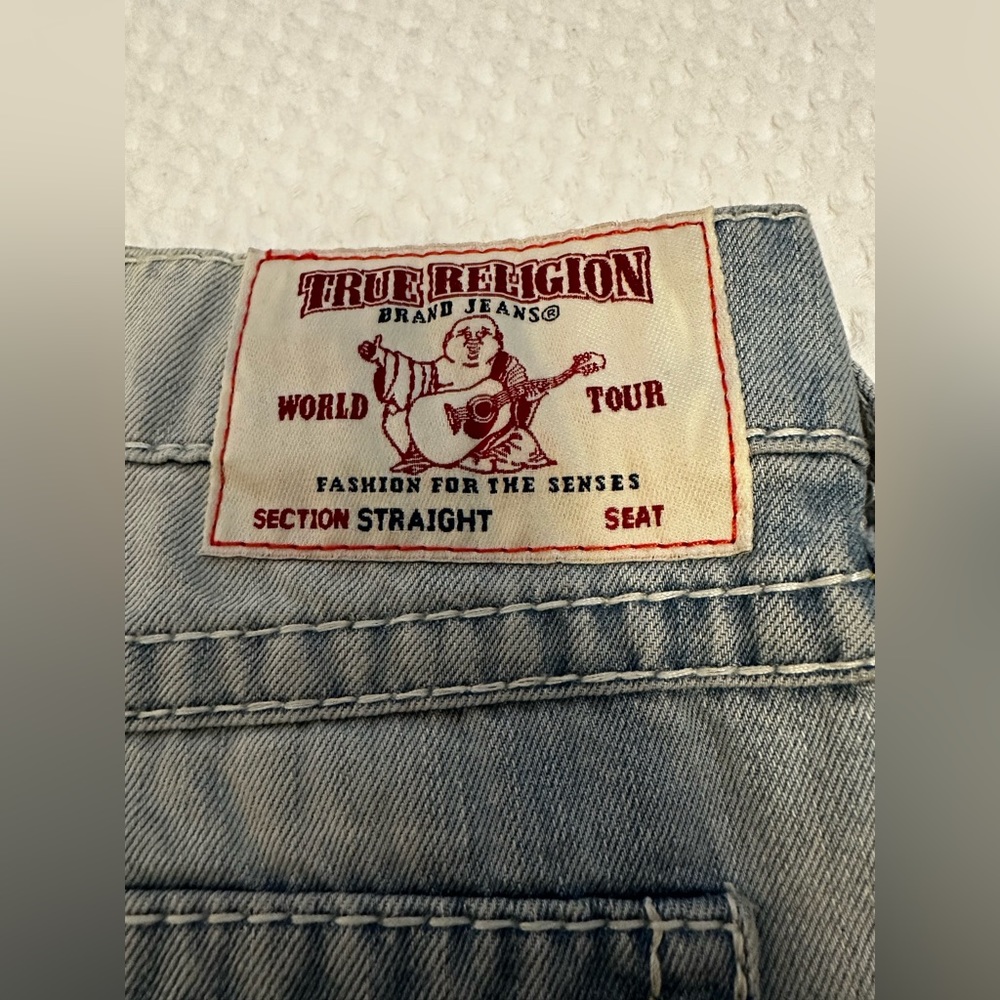 TRUE RELIGION
BRAND JEANS®
WORLD TOUR
FASHION FOR THE SENSES
SECTION STRAIGHT SEAT